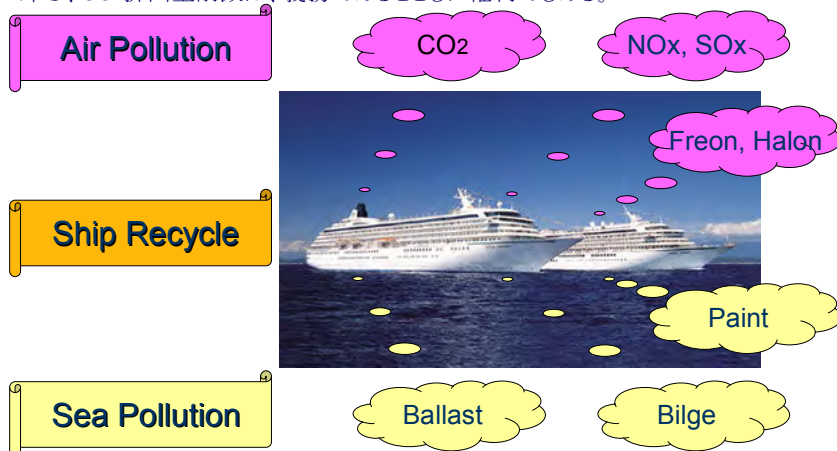 Air Pollution
CO2
NOx, SOx
Freon, Halon
Ship Recycle
Paint
Sea Pollution
Ballast
Bilge